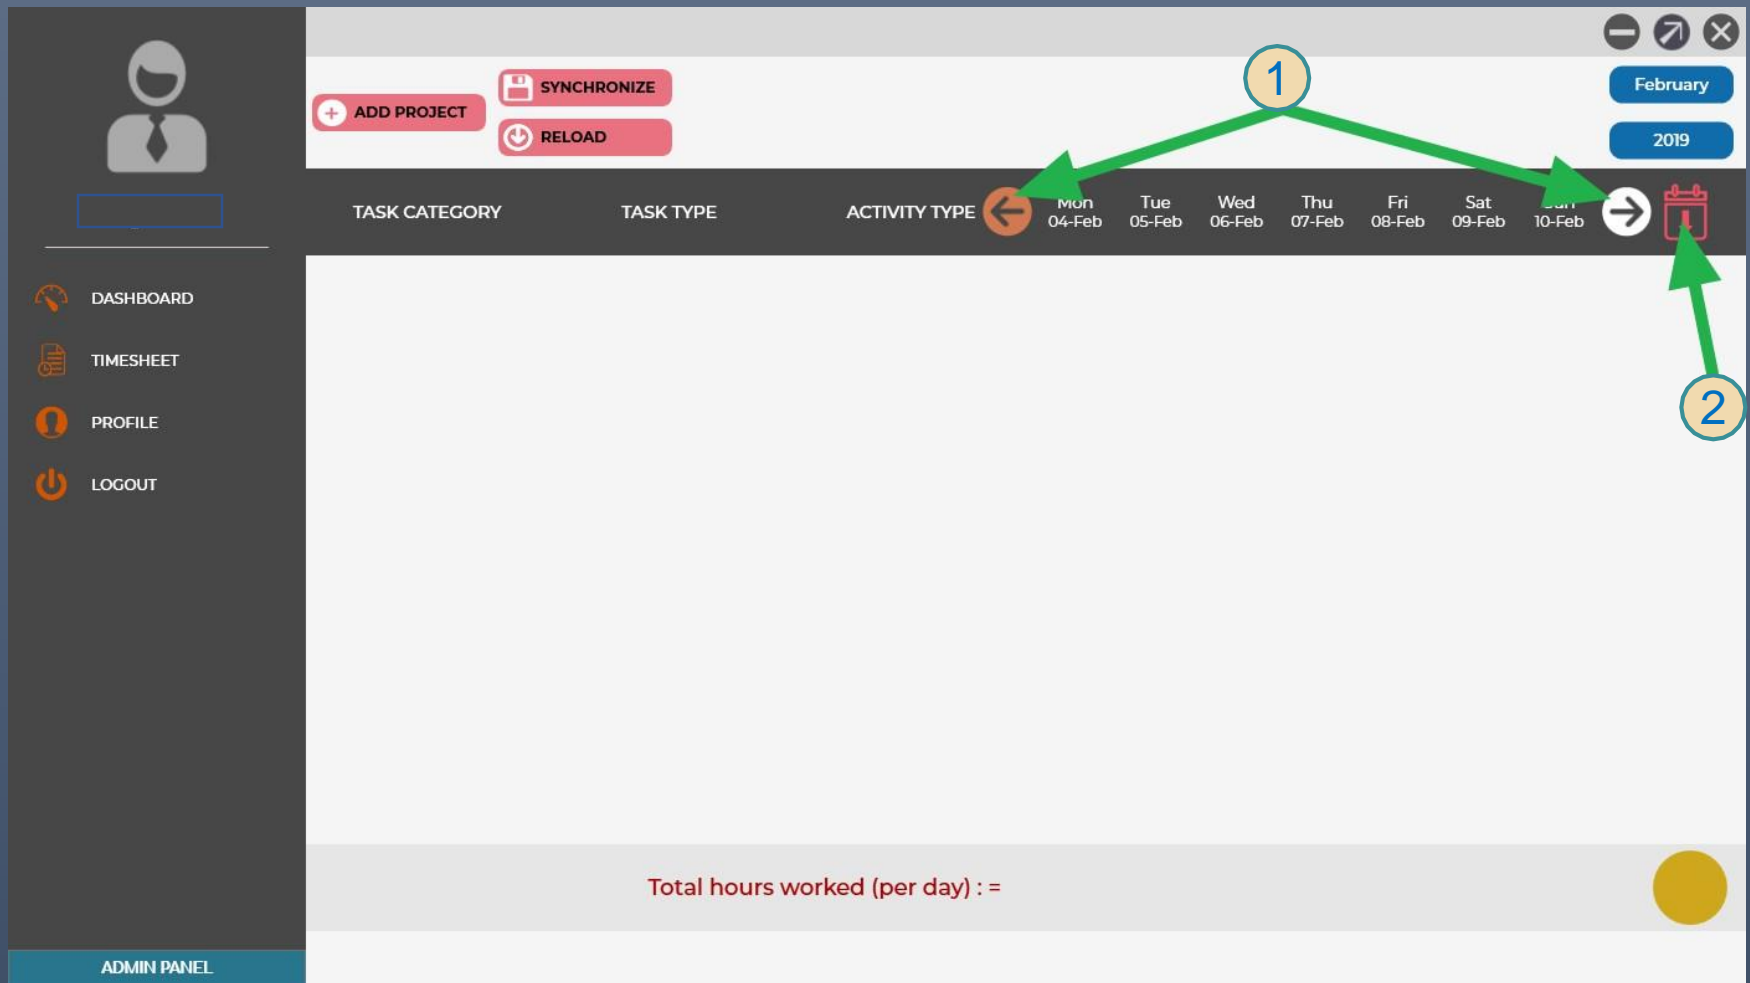 1
February
SYNCHRONIZE
ADD PROJECT
RELOAD
2019
TASK CATEGORY
TASK TYPE
ACTIVITY TYPE
Mon
04-Feb
Tue
05-Feb
Wed
06-Feb
Thu
07-Feb
Fri
08-Feb
Sat
09-Feb
Sun
10-Feb
DASHBOARD
TIMESHEET
PROFILE
LOGOUT
2
Total hours worked (per day) : =
ADMIN PANEL